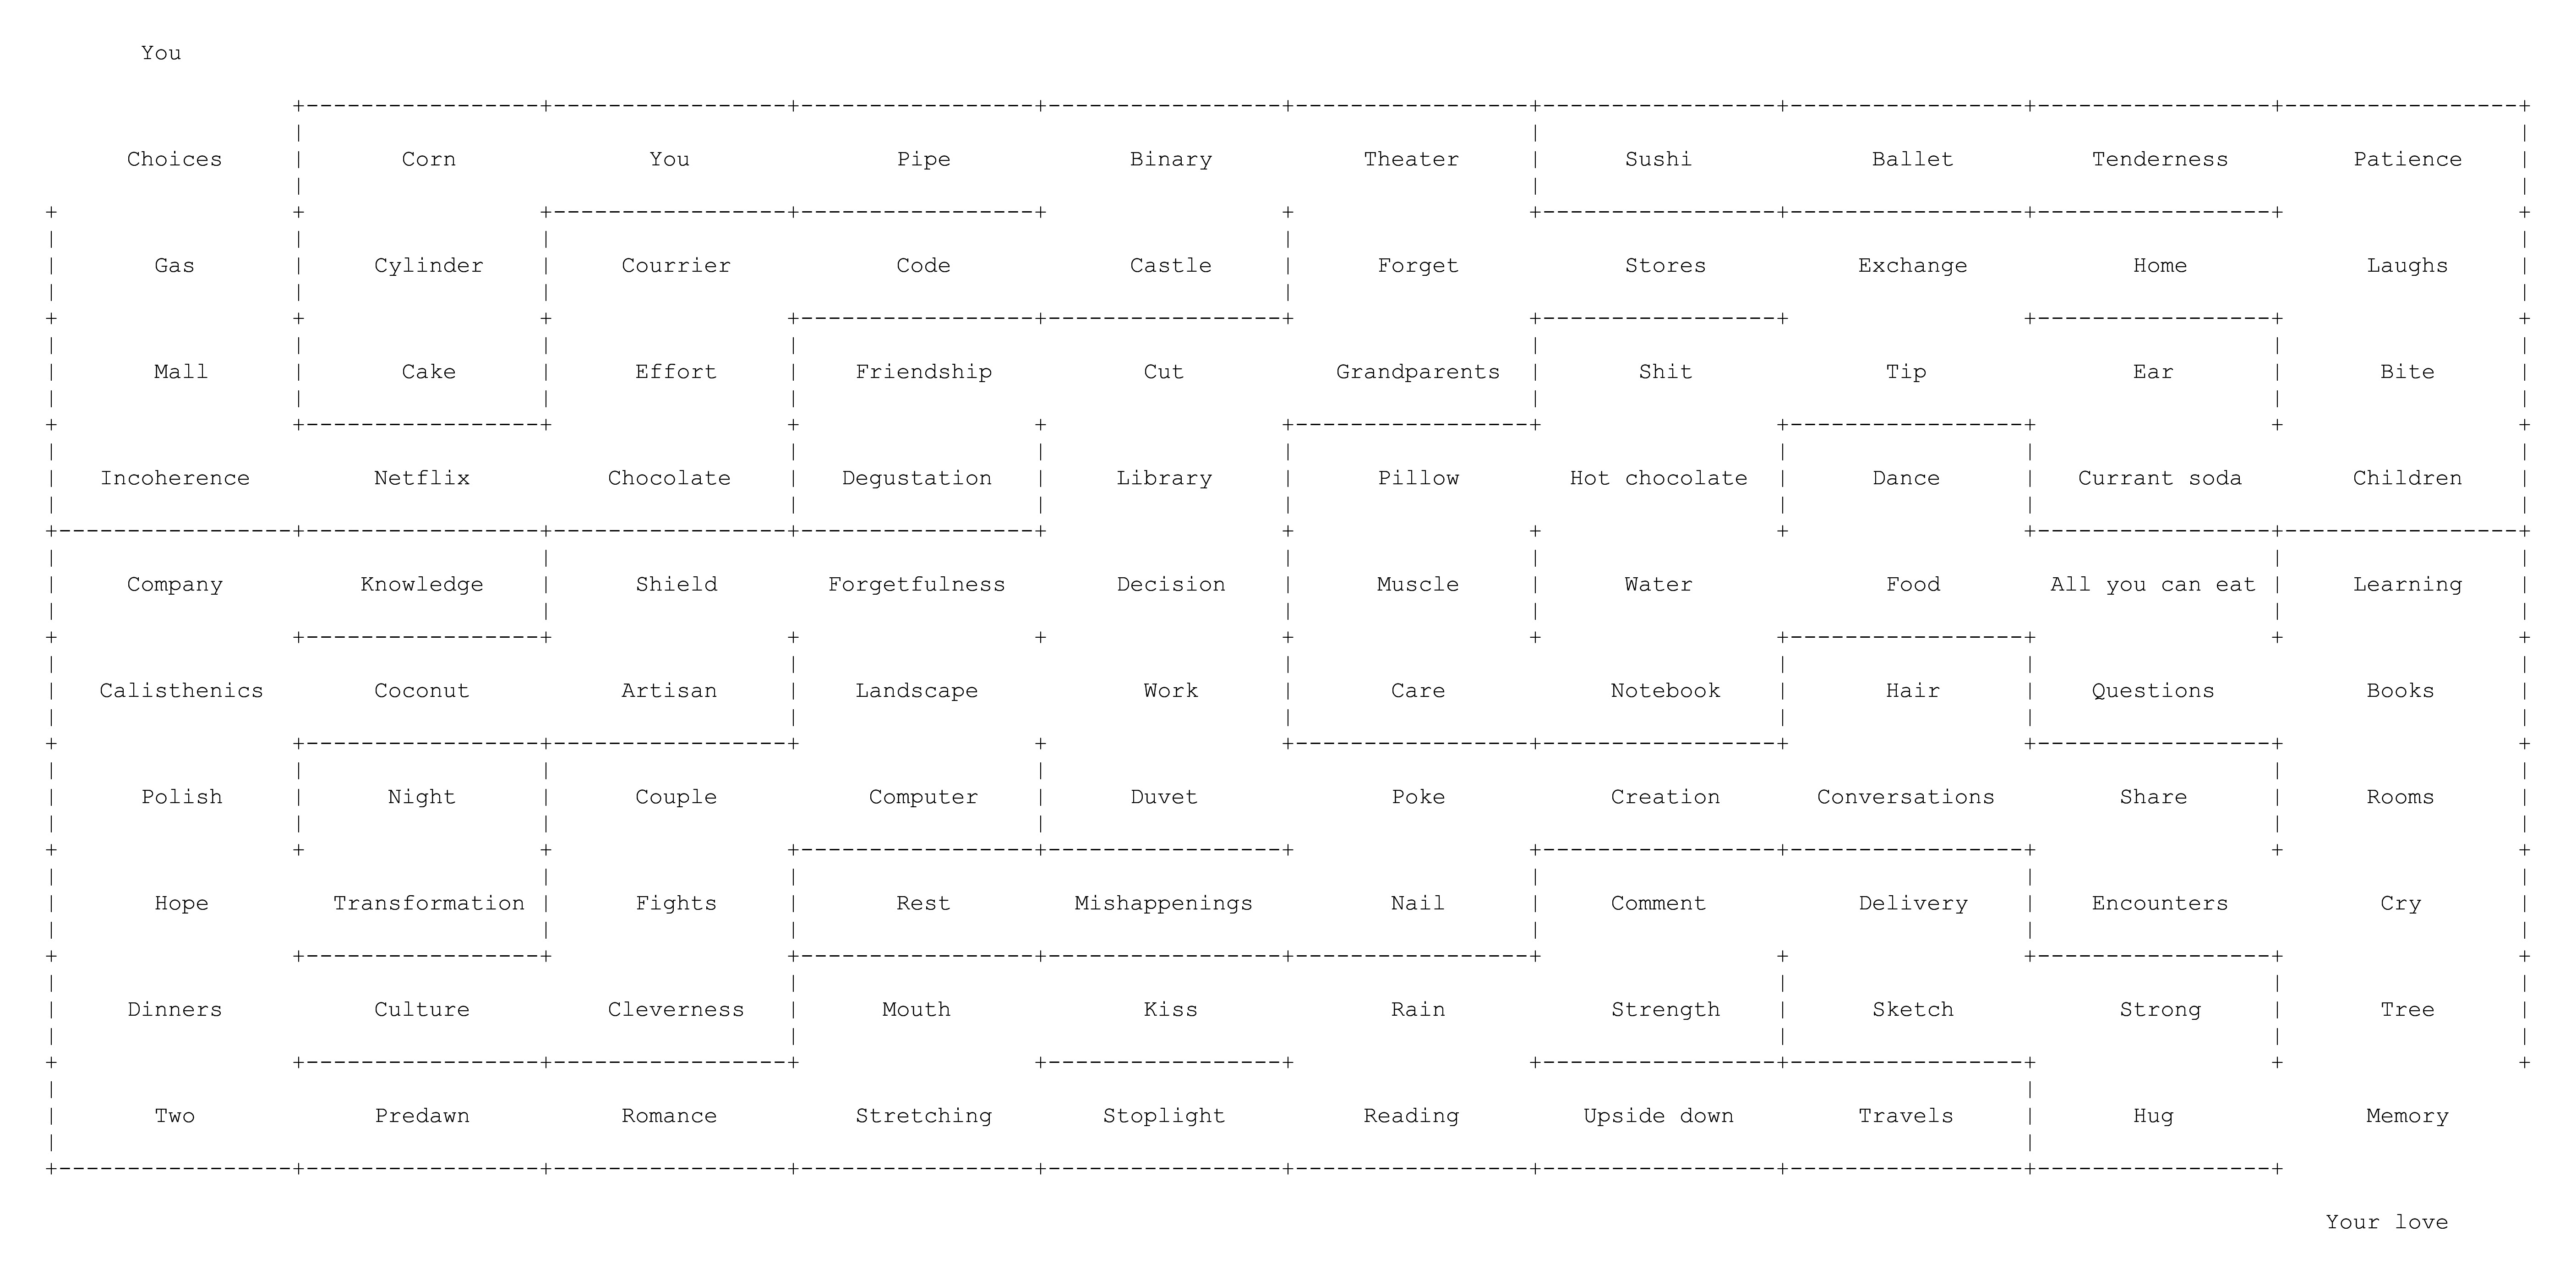 You
Choices Corn You Pipe Binary Theater Sushi Ballet Tenderness Patience
Gas Cylinder Courrier Code Castle Forget Stores Exchange Home Laughs
Mall Cake Effort Friendship Cut Grandparents Shit Tip Ear Bite
Incoherence Netflix Chocolate Degustation Library Pillow Hot chocolate Dance Currant soda Children
Company Knowledge Shield Forgetfulness Decision Muscle Water Food All you can eat Learning
Calisthenics Coconut Artisan Landscape Work Care Notebook Hair Questions Books
Polish Night Couple Computer Duvet Poke Creation Conversations Share Rooms
Hope Transformation Fights Rest Mishappenings Nail Comment Delivery Encounters Cry
Dinners Culture Cleverness Mouth Kiss Rain Strength Sketch Strong Tree
Two Predawn Romance Stretching Stoplight Reading Upside down Travels Hug Memory
Your love